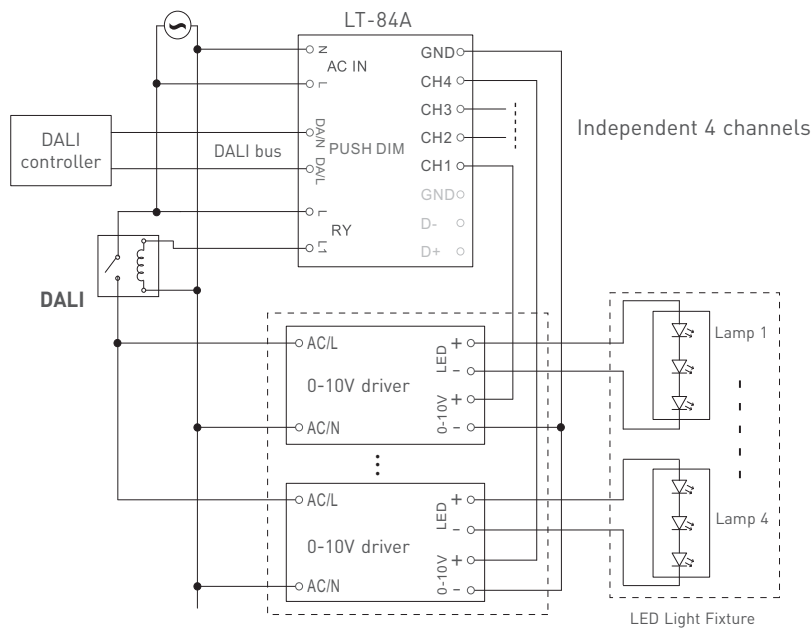 LT-84A
N
AC IN
L
DA/N
PUSH DIM
DA/L
L
RY
L1
GND
CH4
CH3
CH2
CH1
GND
D-
D+
Independent 4 channels
DALI
controller
DALI bus
DALI
AC/L
0-10V driver
AC/N
+
LED
-
+
0-10V
-
Lamp 1
AC/L
0-10V driver
AC/N
+
LED
-
+
0-10V
-
Lamp 4
LED Light Fixture